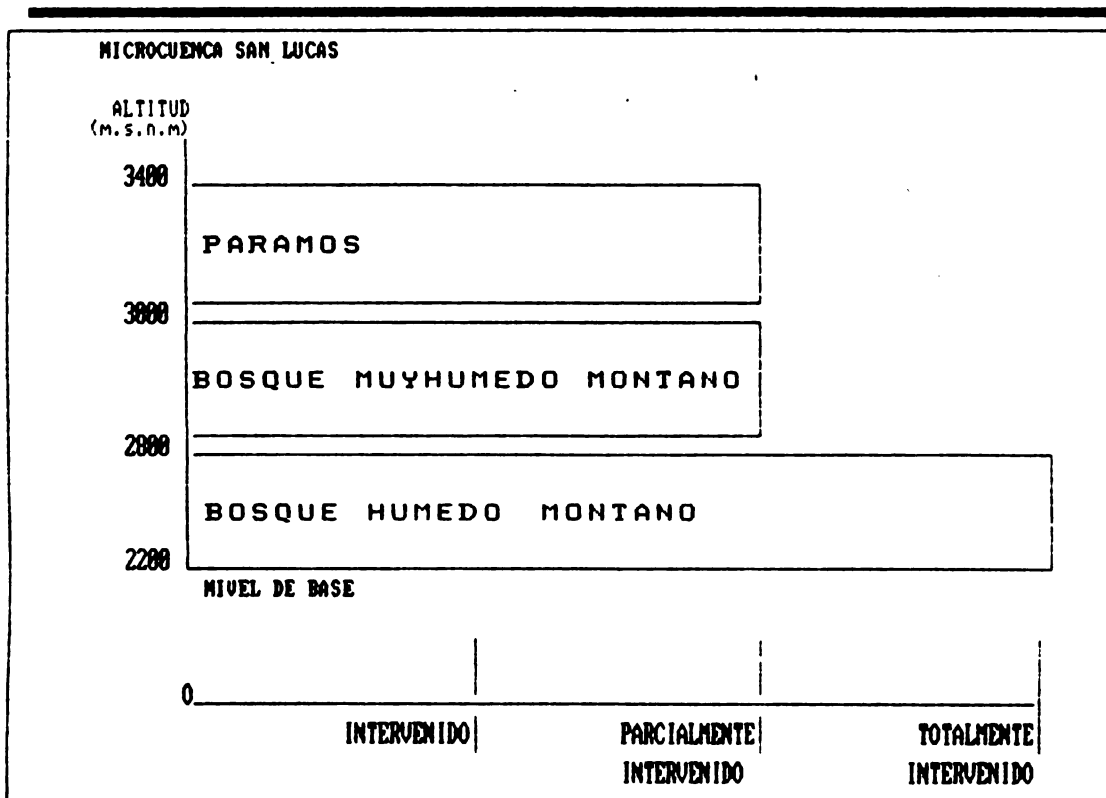 MICROCUENCA SAN LUCAS
ALTITUD
(m.s.n.m)
3400
PARAMOS
3000
BOSQUE MUYHUMEDO MONTANO
2800
BOSQUE HUMEDO MONTANO
2200
NIVEL DE BASE
0
INTERVENIDO
PARCIALMENTE
INTERVENIDO
TOTALMENTE
INTERVENIDO